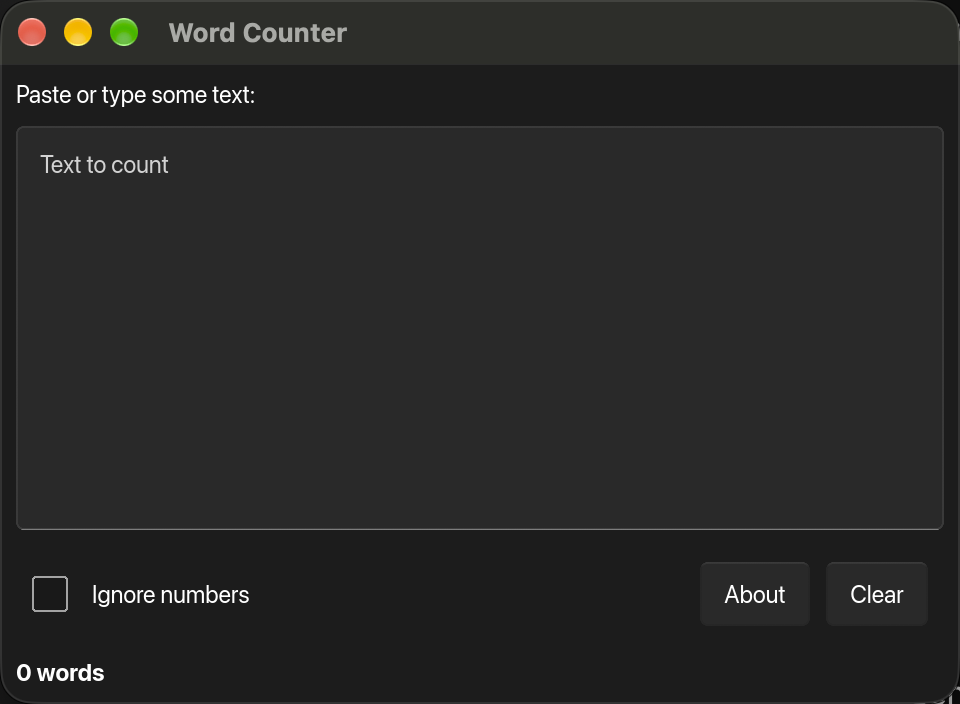 Word Counter
Paste or type some text:
Text to count
Ignore numbers
About
Clear
0 words